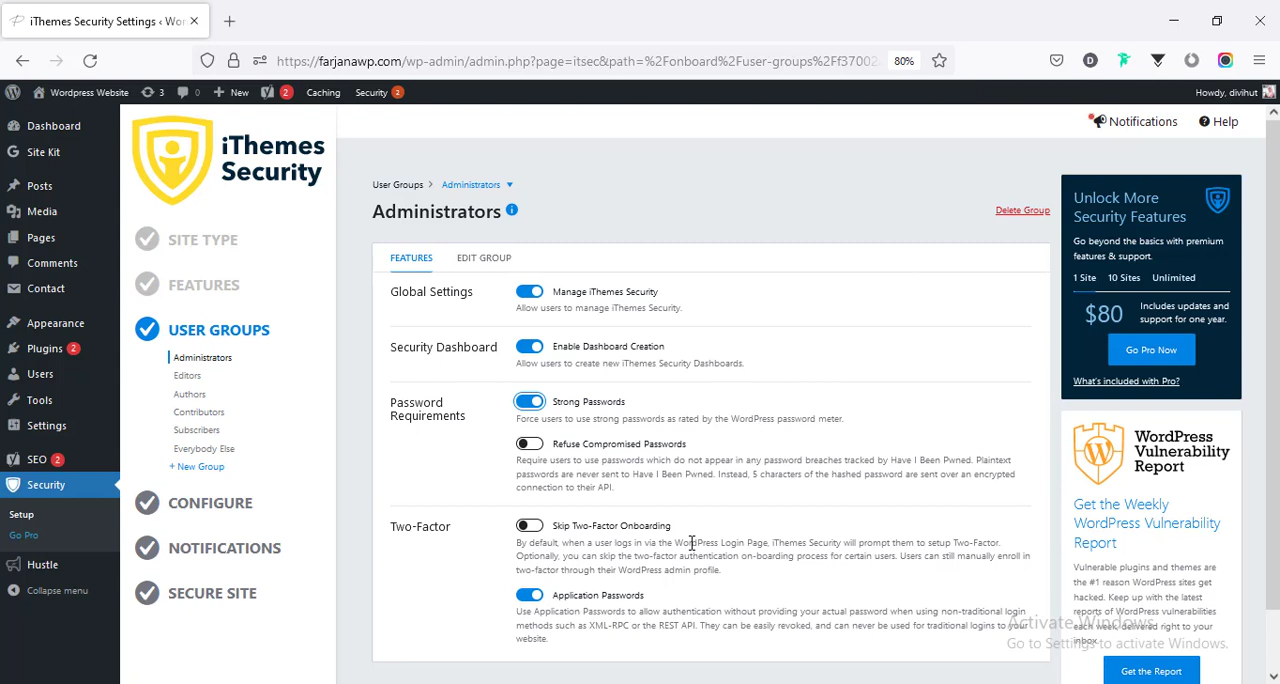 iThemes Security Settings ‹ Wor
https://farjanawp.com/wp-admin/admin.php?page=itsec&path=%2Fonboard%2Fuser-groups%2Ff37002
80%
Wordpress Website
3
0
New
2
Caching
Security 2
Howdy, divihut
Dashboard
Site Kit
Posts
Media
Pages
Comments
Contact
Appearance
Plugins 2
Users
Tools
Settings
SEO 2
Security
Setup
Go Pro
Hustle
Collapse menu
iThemes
Security
SITE TYPE
FEATURES
USER GROUPS
Administrators
Editors
Authors
Contributors
Subscribers
Everybody Else
+ New Group
CONFIGURE
NOTIFICATIONS
SECURE SITE
Notifications
Help
User Groups > Administrators
Administrators
Delete Group
FEATURES
EDIT GROUP
Global Settings
Manage iThemes Security
Allow users to manage iThemes Security.
Security Dashboard
Enable Dashboard Creation
Allow users to create new iThemes Security Dashboards.
Password
Requirements
Strong Passwords
Force users to use strong passwords as rated by the WordPress password meter.
Refuse Compromised Passwords
Require users to use passwords which do not appear in any password breaches tracked by Have I Been Pwned. Plaintext
passwords are never sent to Have I Been Pwned. Instead, 5 characters of the hashed password are sent over an encrypted
connection to their API.
Two-Factor
Skip Two-Factor Onboarding
By default, when a user logs in via the WordPress Login Page, iThemes Security will prompt them to setup Two-Factor.
Optionally, you can skip the two-factor authentication on-boarding process for certain users. Users can still manually enroll in
two-factor through their WordPress admin profile.
Application Passwords
Use Application Passwords to allow authentication without providing your actual password when using non-traditional login
methods such as XML-RPC or the REST API. They can be easily revoked, and can never be used for traditional logins to your
website.
Unlock More
Security Features
Go beyond the basics with premium
features & support.
1 Site 10 Sites Unlimited
$80
Includes updates and
support for one year.
Go Pro Now
What's included with Pro?
WordPress
Vulnerability
Report
Get the Weekly
WordPress Vulnerability
Report
Vulnerable plugins and themes are
the #1 reason WordPress sites get
hacked. Keep up with the latest
reports of WordPress vulnerabilities
each week, delivered right to your
inbox.
Get the Report
Activate Windows
Go to Settings to activate Windows.